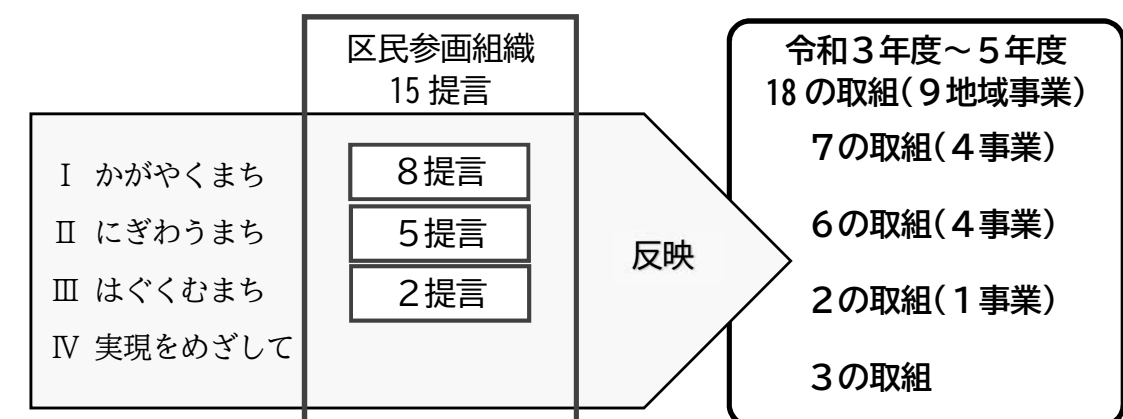 区民参画組織
15提言
Ⅰ かがやくまち
Ⅱ にぎわうまち
Ⅲ はぐくむまち
Ⅳ 実現をめざして
8提言
5提言
2提言
反映
令和3年度～5年度
18の取組(9地域事業)
7の取組(4事業)
6の取組(4事業)
2の取組(1事業)
3の取組